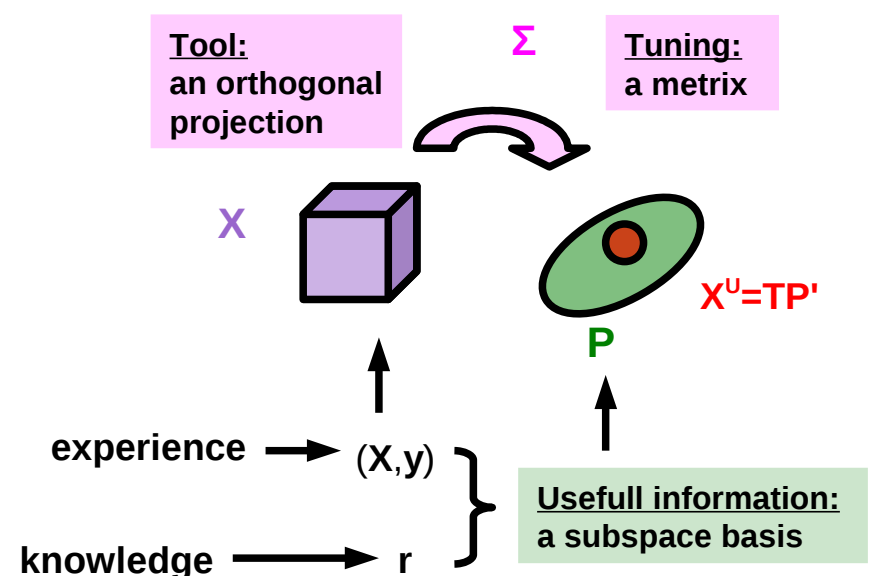 Tool:
an orthogonal
projection
Σ
Tuning:
a metrix
X
Xᵁ=TP'
P
experience
(X,y)
Usefull information:
a subspace basis
knowledge
r